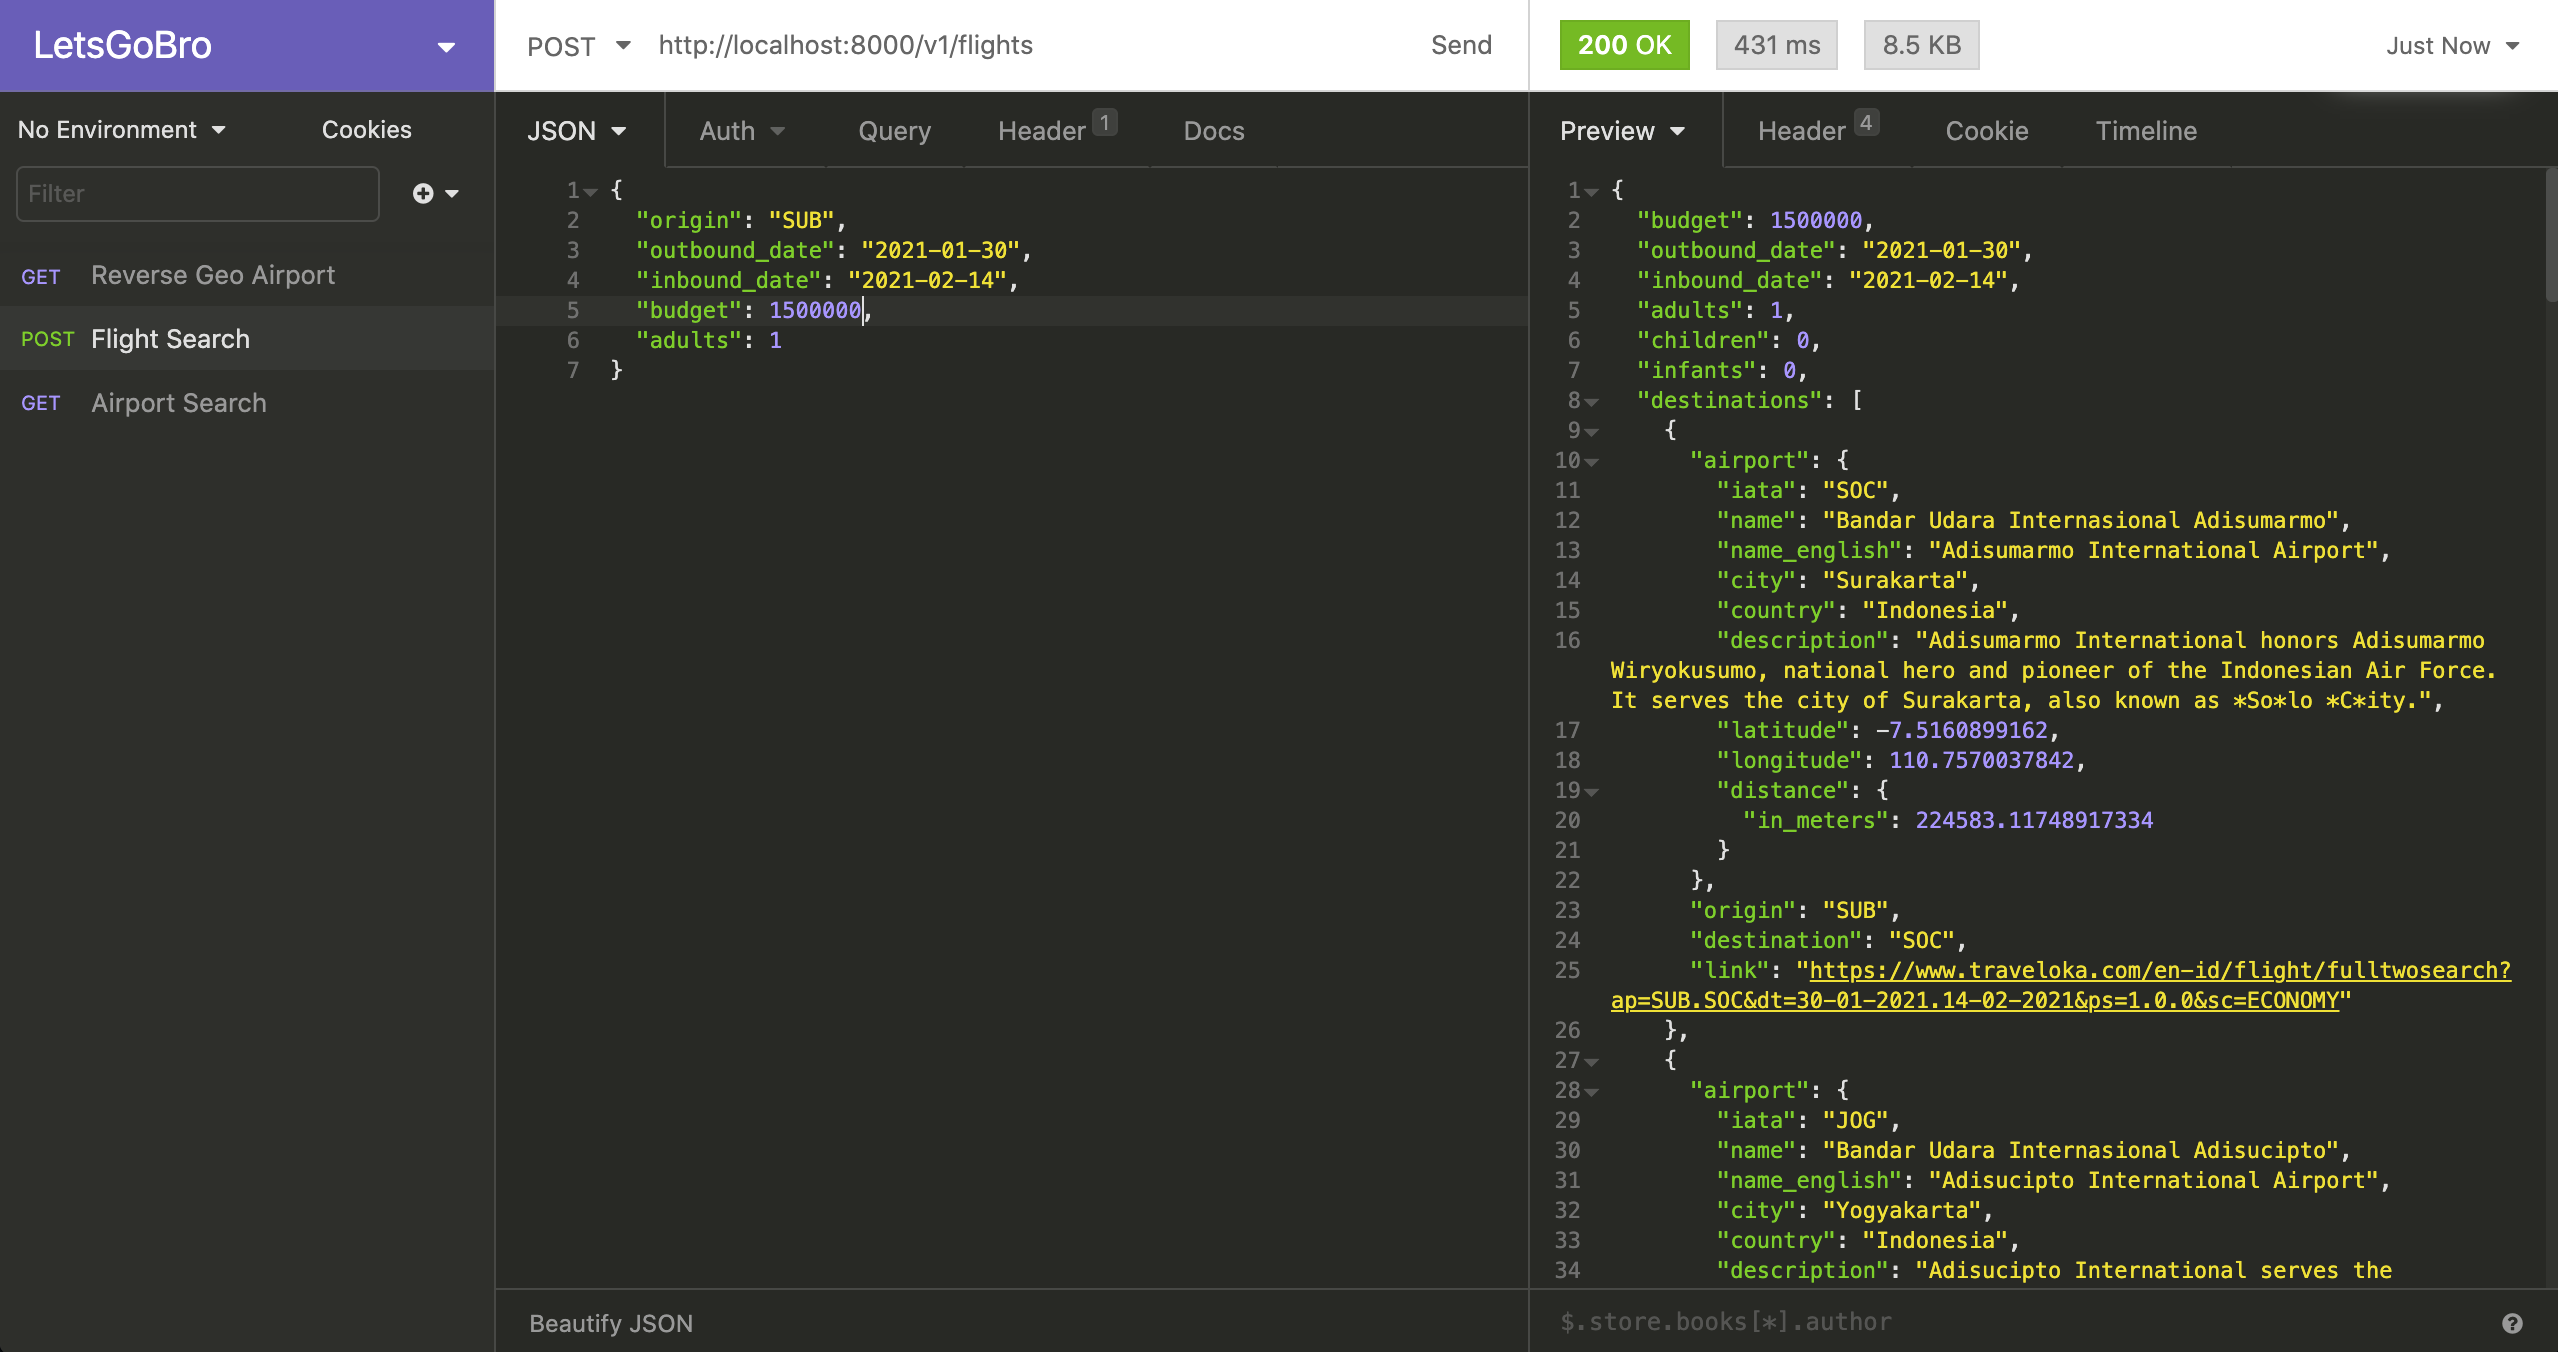 LetsGoBro
No Environment
Cookies
Filter
GET Reverse Geo Airport
POST Flight Search
GET Airport Search
POST http://localhost:8000/v1/flights Send
JSON Auth Query Header 1 Docs
1 {
2 "origin": "SUB",
3 "outbound_date": "2021-01-30",
4 "inbound_date": "2021-02-14",
5 "budget": 1500000,
6 "adults": 1
7 }
Beautify JSON
200 OK 431 ms 8.5 KB Just Now
Preview Header 4 Cookie Timeline
1 {
2 "budget": 1500000,
3 "outbound_date": "2021-01-30",
4 "inbound_date": "2021-02-14",
5 "adults": 1,
6 "children": 0,
7 "infants": 0,
8 "destinations": [
9 {
10 "airport": {
11 "iata": "SOC",
12 "name": "Bandar Udara Internasional Adisumarmo",
13 "name_english": "Adisumarmo International Airport",
14 "city": "Surakarta",
15 "country": "Indonesia",
16 "description": "Adisumarmo International honors Adisumarmo
Wiryokusumo, national hero and pioneer of the Indonesian Air Force.
It serves the city of Surakarta, also known as *So*lo *C*ity.",
17 "latitude": -7.5160899162,
18 "longitude": 110.7570037842,
19 "distance": {
20 "in_meters": 224583.11748917334
21 }
22 },
23 "origin": "SUB",
24 "destination": "SOC",
25 "link": "https://www.traveloka.com/en-id/flight/fulltwosearch?
ap=SUB.SOC&dt=30-01-2021.14-02-2021&ps=1.0.0&sc=ECONOMY"
26 },
27 {
28 "airport": {
29 "iata": "JOG",
30 "name": "Bandar Udara Internasional Adisucipto",
31 "name_english": "Adisucipto International Airport",
32 "city": "Yogyakarta",
33 "country": "Indonesia",
34 "description": "Adisucipto International serves the
$.store.books[*].author